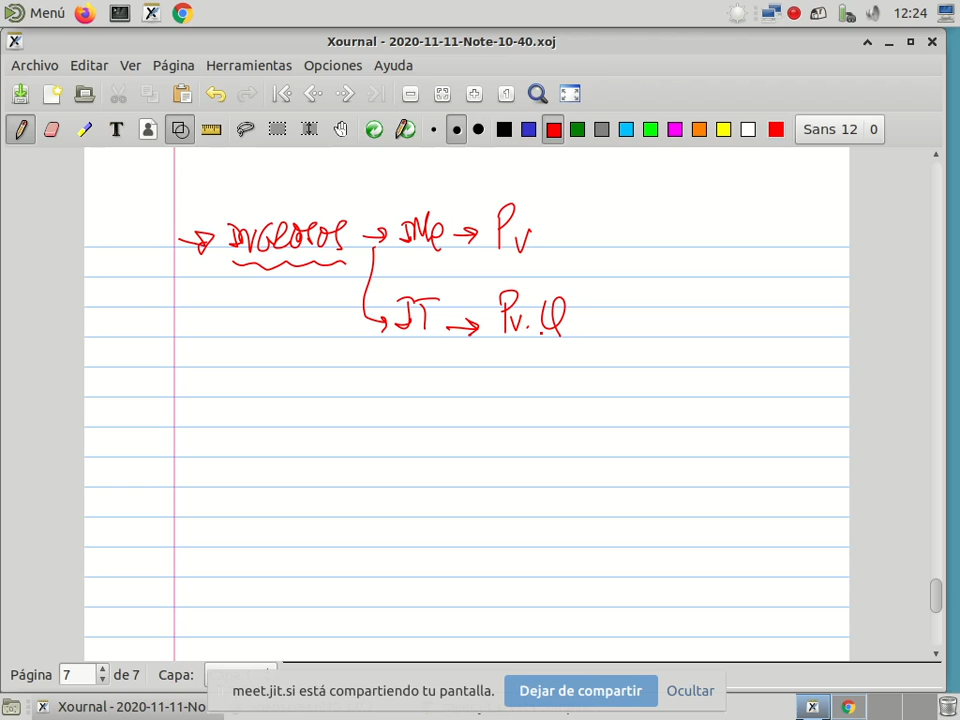 Menú 12:24
Xournal - 2020-11-11-Note-10-40.xoj
Archivo Editar Ver Página Herramientas Opciones Ayuda
T Sans 12 0
→ INGRESOS → IMe → Pv
→ IT → Pv.Q
Página 7 de 7 Capa:
meet.jit.si está compartiendo tu pantalla. Dejar de compartir Ocultar
Xournal - 2020-11-11-No